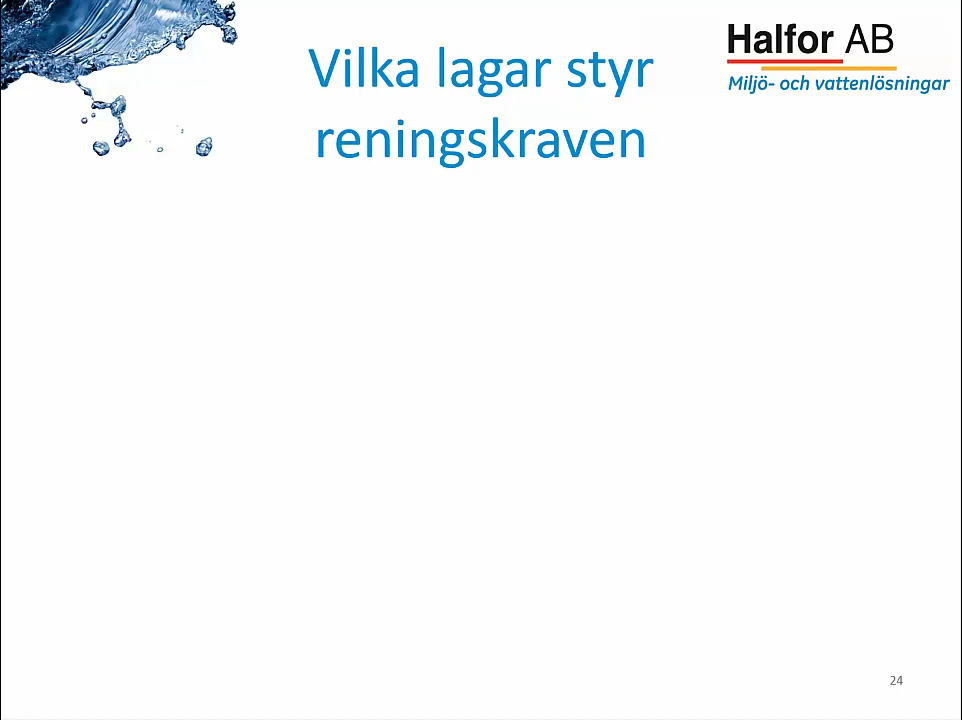 Vilka lagar styr
reningskraven
Halfor AB
Miljö- och vattenlösningar
24